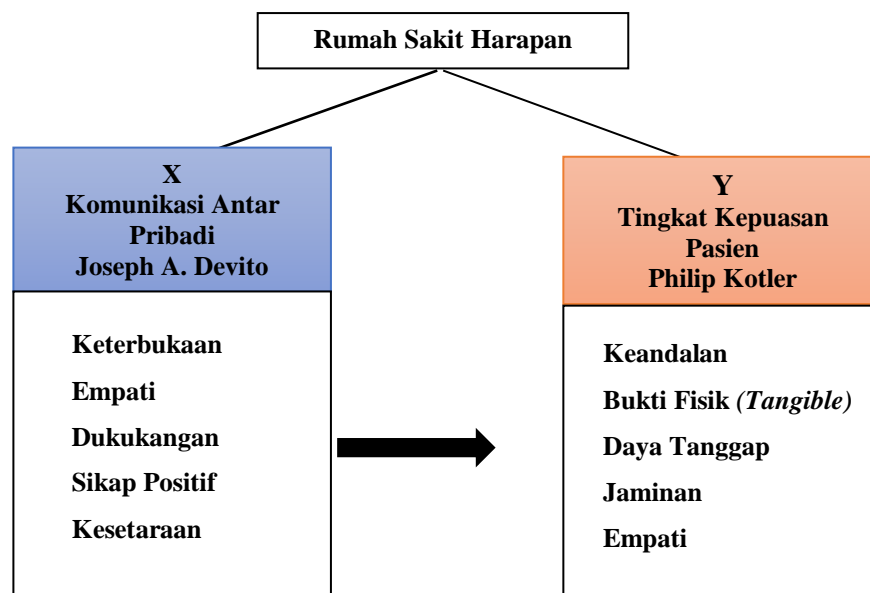 Rumah Sakit Harapan
X
Komunikasi Antar
Pribadi
Joseph A. Devito
Keterbukaan
Empati
Dukukangan
Sikap Positif
Kesetaraan
Y
Tingkat Kepuasan
Pasien
Philip Kotler
Keandalan
Bukti Fisik (Tangible)
Daya Tanggap
Jaminan
Empati